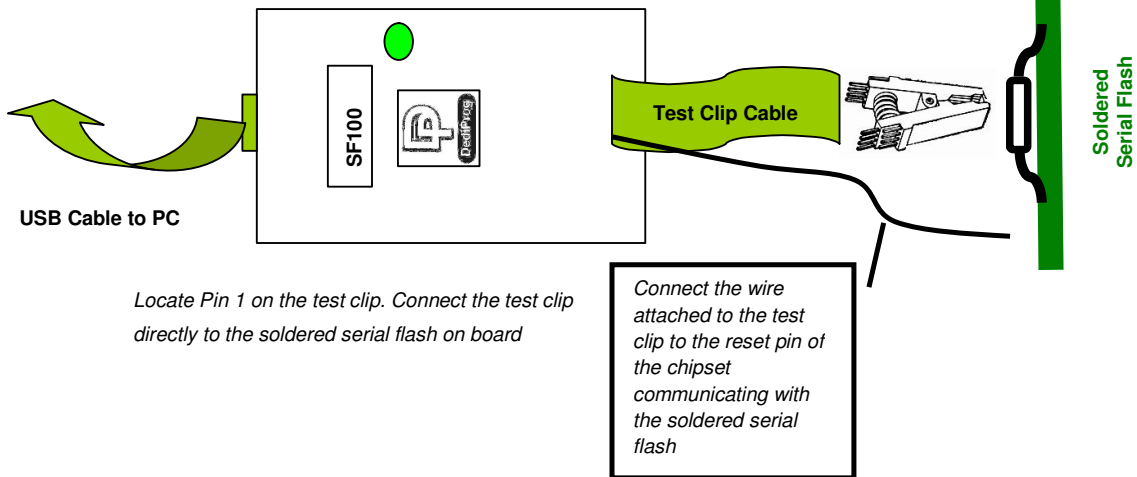 SF100
DediProg
Test Clip Cable
Soldered
Serial Flash
USB Cable to PC
Locate Pin 1 on the test clip. Connect the test clip
directly to the soldered serial flash on board
Connect the wire
attached to the test
clip to the reset pin of
the chipset
communicating with
the soldered serial
flash